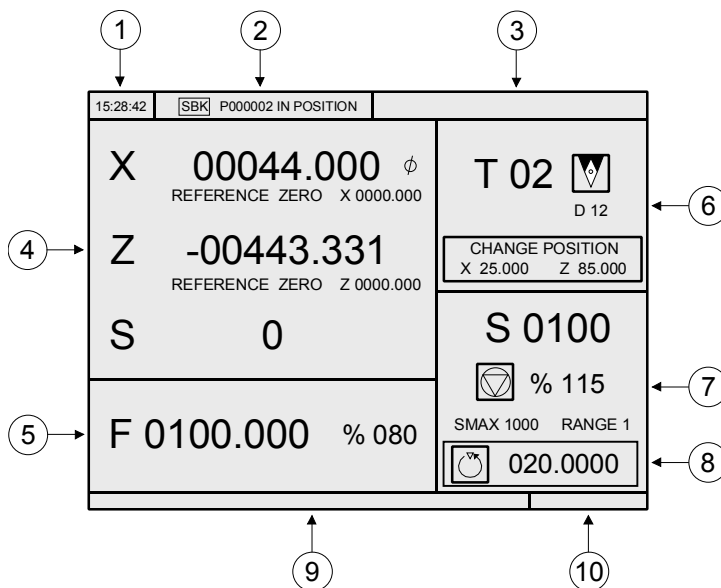 1 2 3
15:28:42 SBK P000002 IN POSITION
X 00044.000 ϕ
REFERENCE ZERO X 0000.000
Z -00443.331
REFERENCE ZERO Z 0000.000
S 0
4
F 0100.000 % 080
5
T 02
D 12
6
CHANGE POSITION
X 25.000 Z 85.000
S 0100
% 115
7
SMAX 1000 RANGE 1
020.0000
8
9 10